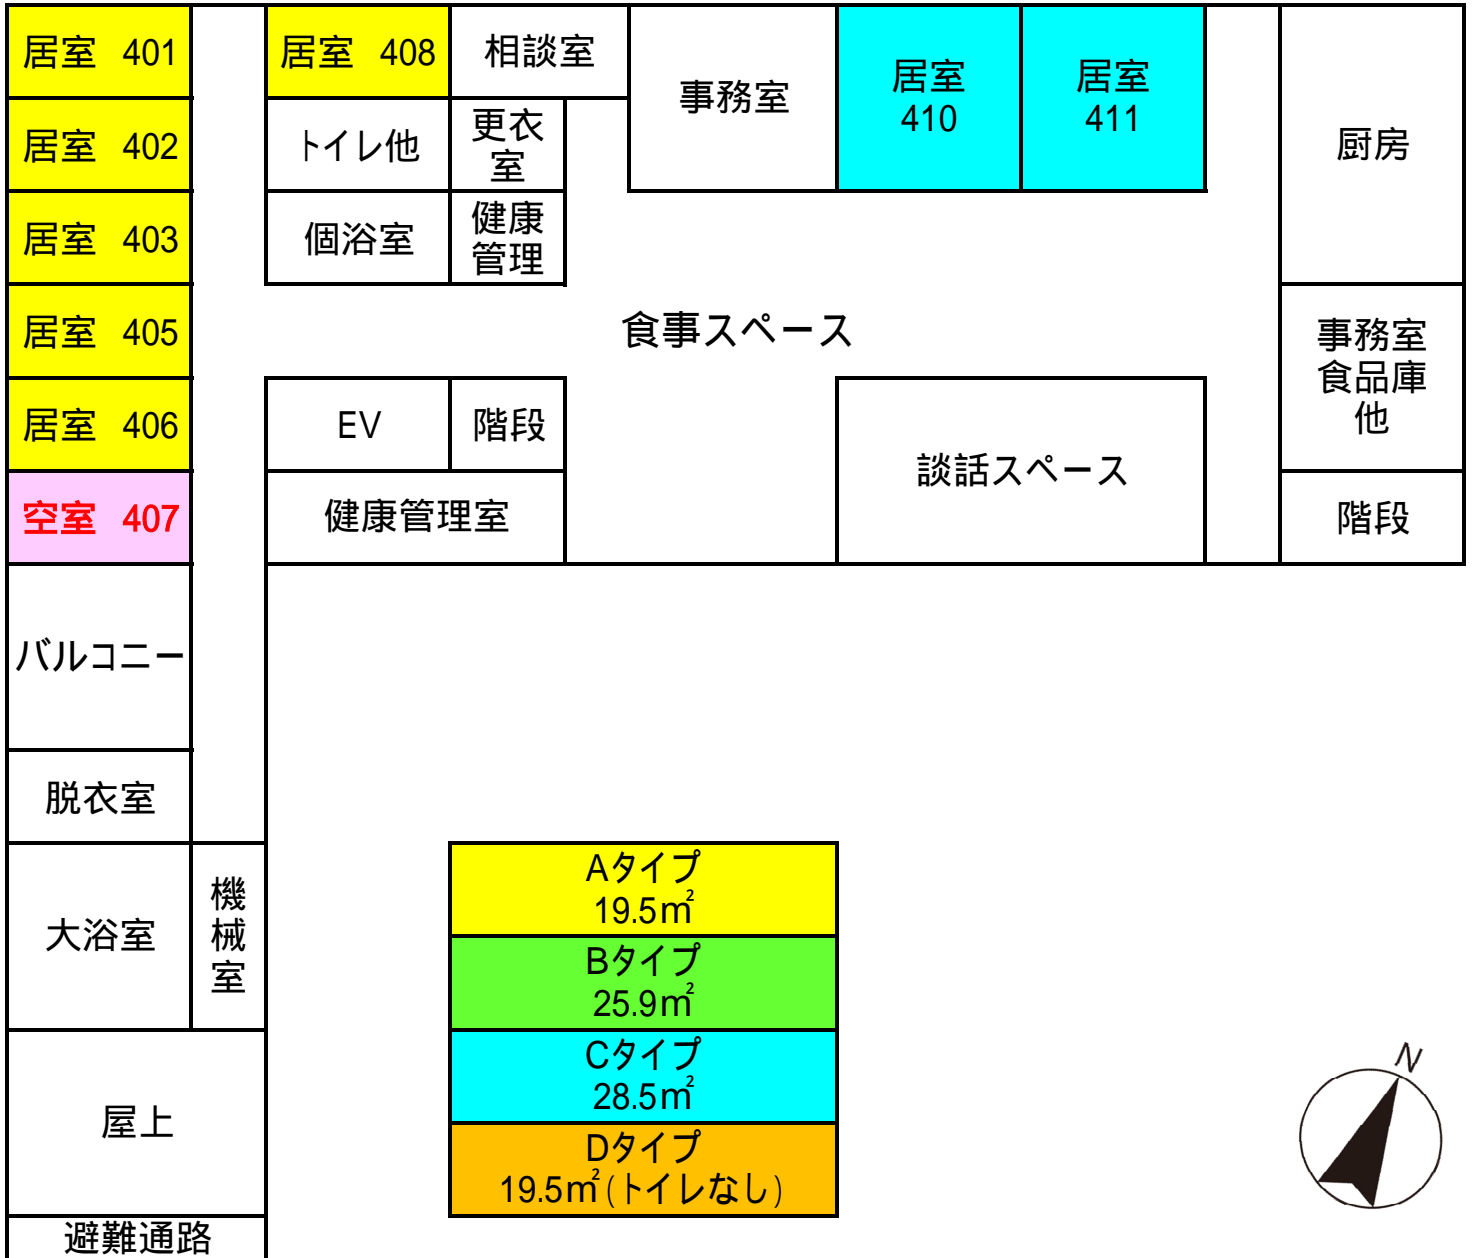 居室 401
居室 408
相談室
事務室
居室
410
居室
411
厨房
居室 402
トイレ他
更衣
室
居室 403
個浴室
健康
管理
居室 405
食事スペース
事務室
食品庫
他
居室 406
EV
階段
談話スペース
空室 407
健康管理室
階段
バルコニー
脱衣室
大浴室
機
械
室
Aタイプ
19.5㎡
Bタイプ
25.9㎡
Cタイプ
28.5㎡
Dタイプ
19.5㎡(トイレなし)
屋上
避難通路
N